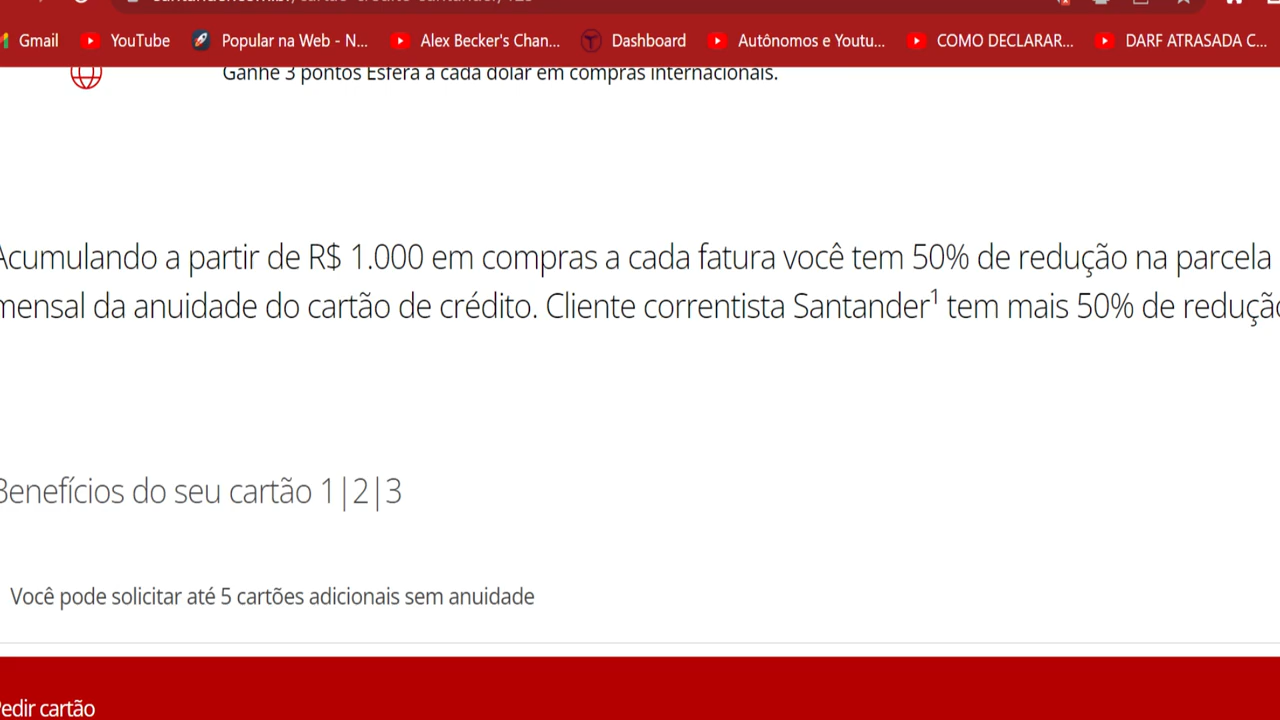 Gmail YouTube Popular na Web - N... Alex Becker's Chan... Dashboard Autônomos e Youtu... COMO DECLARAR... DARF ATRASADA C...
Ganhe 3 pontos Esfera a cada dólar em compras internacionais.
Acumulando a partir de R$ 1.000 em compras a cada fatura você tem 50% de redução na parcela
mensal da anuidade do cartão de crédito. Cliente correntista Santander¹ tem mais 50% de redução
Benefícios do seu cartão 1|2|3
Você pode solicitar até 5 cartões adicionais sem anuidade
Pedir cartão